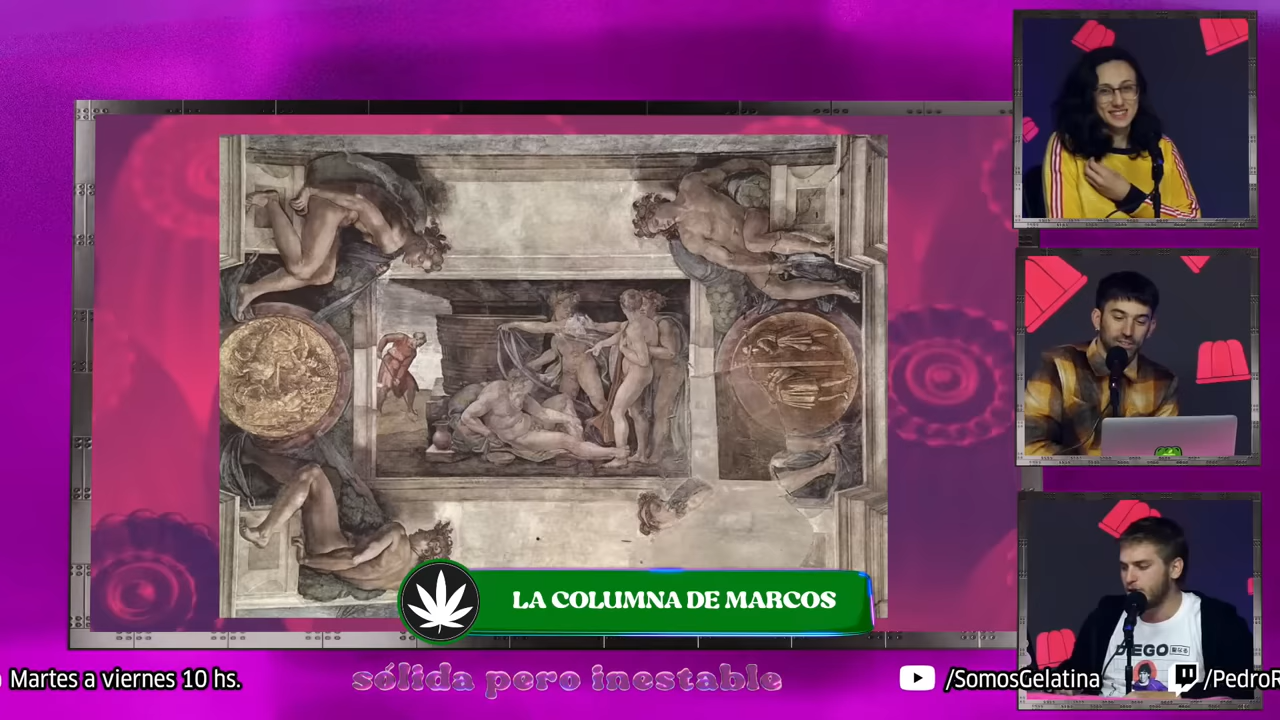 LA COLUMNA DE MARCOS
DIEGO
Martes a viernes 10 hs.
sólida pero inestable
/SomosGelatina
/PedroR